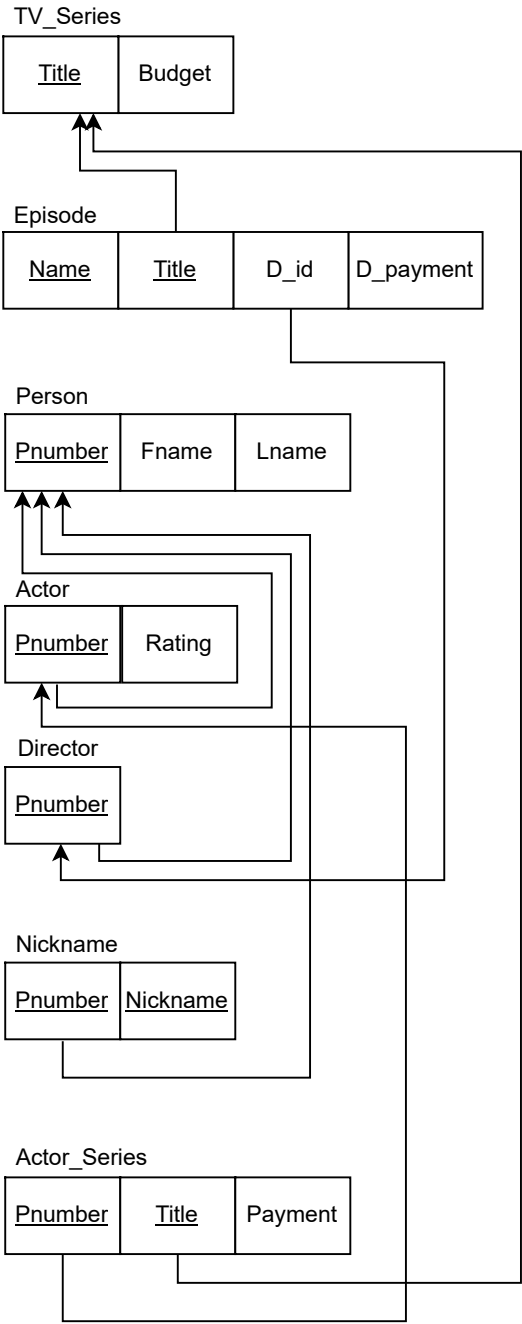 TV_Series
Title Budget
Episode
Name Title D_id D_payment
Person
Pnumber Fname Lname
Actor
Pnumber Rating
Director
Pnumber
Nickname
Pnumber Nickname
Actor_Series
Pnumber Title Payment